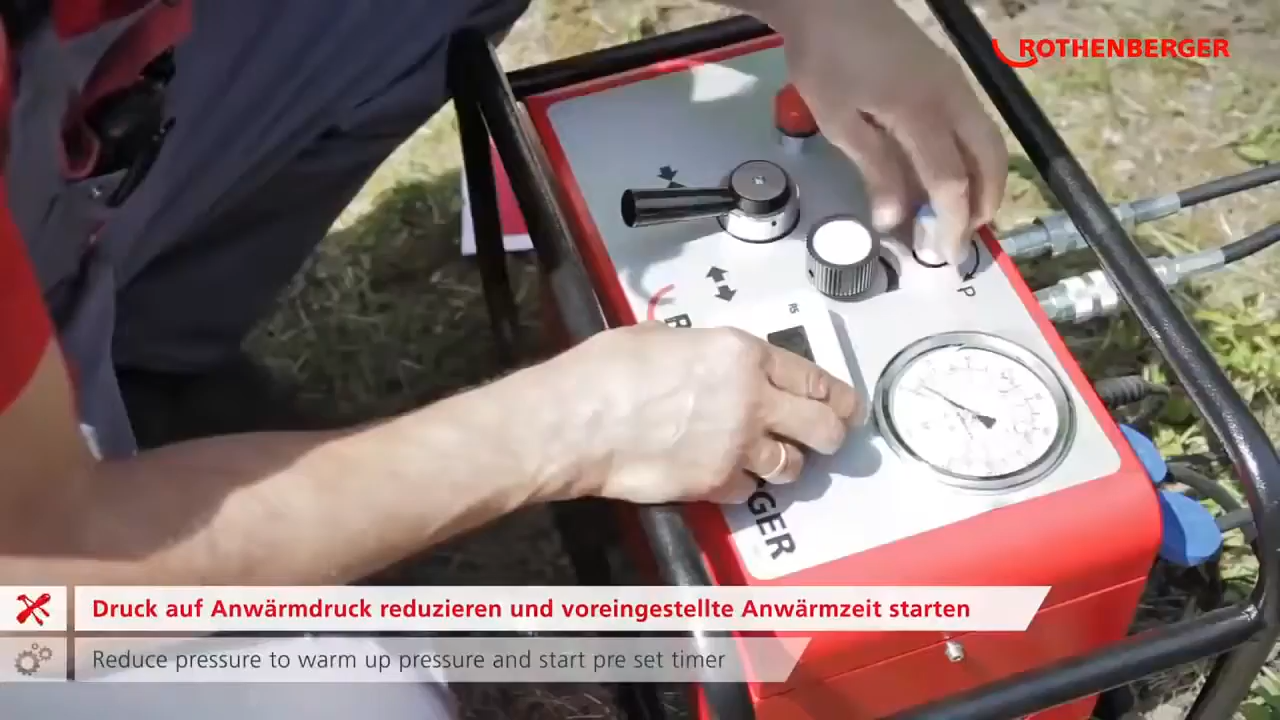 ROTHENBERGER
P
GER
Druck auf Anwärmdruck reduzieren und voreingestellte Anwärmzeit starten
Reduce pressure to warm up pressure and start pre set timer